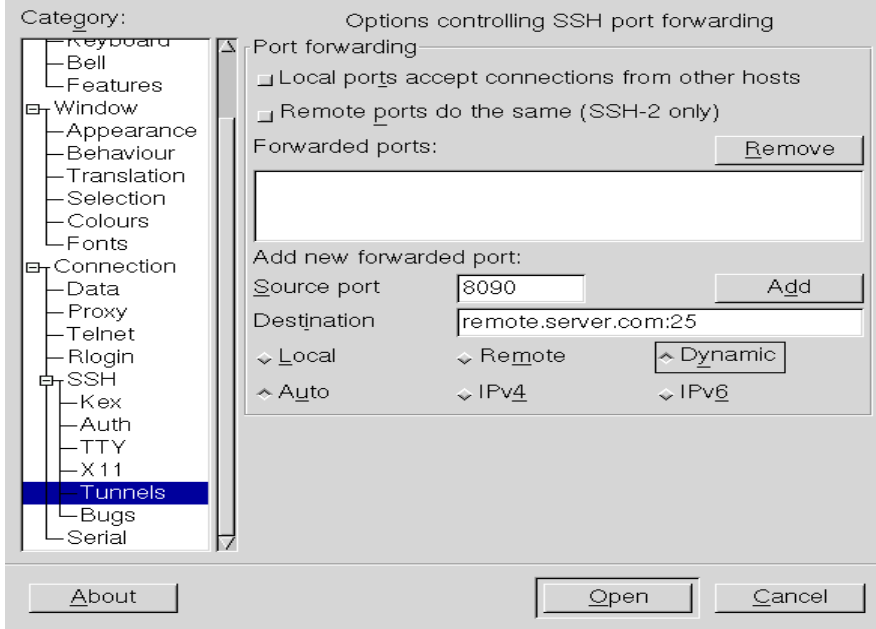 Category:
Keyboard
Bell
Features
Window
Appearance
Behaviour
Translation
Selection
Colours
Fonts
Connection
Data
Proxy
Telnet
Rlogin
SSH
Kex
Auth
TTY
X11
Tunnels
Bugs
Serial
Options controlling SSH port forwarding
Port forwarding
Local ports accept connections from other hosts
Remote ports do the same (SSH-2 only)
Forwarded ports: Remove
Add new forwarded port:
Source port 8090 Add
Destination remote.server.com:25
Local Remote Dynamic
Auto IPv4 IPv6
About Open Cancel